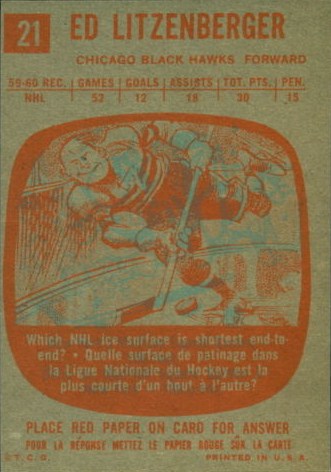 21 ED LITZENBERGER
CHICAGO BLACK HAWKS FORWARD
59-60 REC. GAMES GOALS ASSISTS TOT. PTS. PEN.
NHL 52 12 18 30 15
Which NHL ice surface is shortest end-to-
end? • Quelle surface de patinage dans
la Ligue Nationale du Hockey est la
plus courte d'un bout à l'autre?
PLACE RED PAPER ON CARD FOR ANSWER
POUR LA RÉPONSE METTEZ LE PAPIER ROUGE SUR LA CARTE
©T.C.G. PRINTED IN U.S.A.